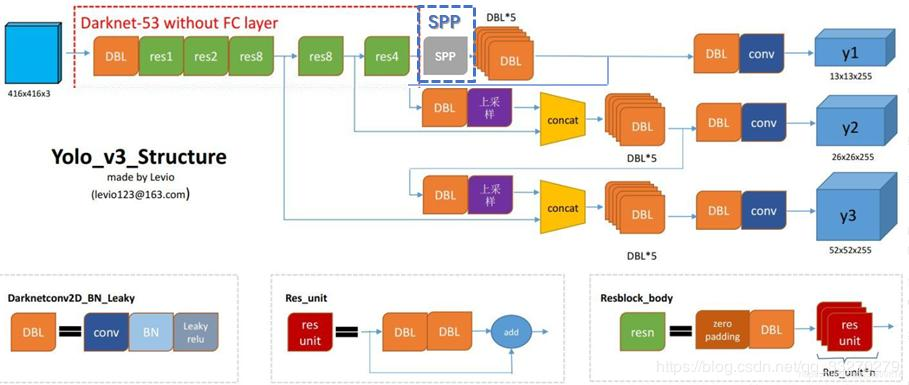 Darknet-53 without FC layer
SPP
DBL*5
DBL
res1
res2
res8
res8
res4
SPP
DBL
DBL
conv
y1
416x416x3
13x13x255
DBL
上采
样
concat
DBL
DBL
conv
y2
DBL*5
26x26x255
Yolo_v3_Structure
made by Levio
(levio123@163.com)
DBL
上采
样
concat
DBL
DBL
conv
y3
DBL*5
52x52x255
Darknetconv2D_BN_Leaky
DBL
conv
BN
Leaky
relu
Res_unit
res
unit
DBL
DBL
add
Resblock_body
resn
zero
padding
DBL
res
unit
Res_unit*n